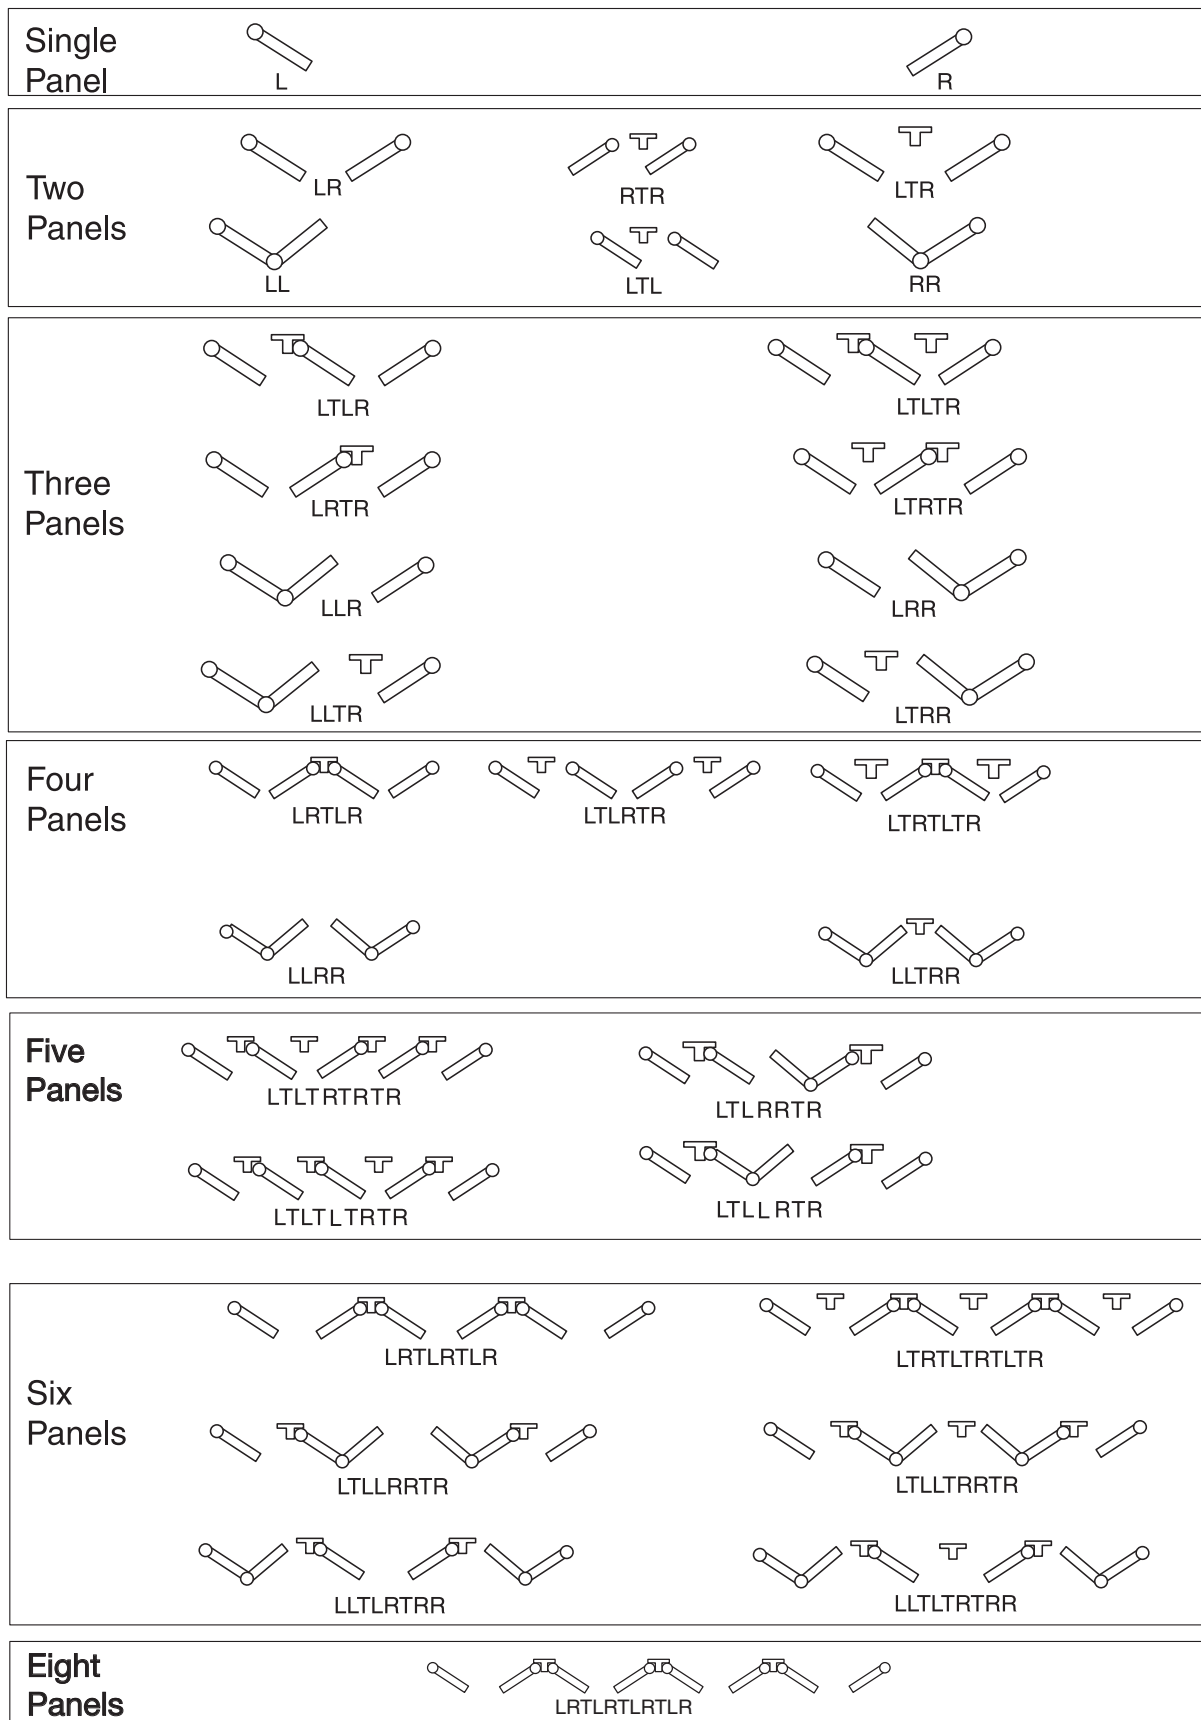 Single
Panel
L
R
Two
Panels
LR
RTR
LTR
LL
LTL
RR
Three
Panels
LTLR
LTLTR
LRTR
LTRTR
LLR
LRR
LLTR
LTRR
Four
Panels
LRTLR
LTLRTR
LTRTLTR
LLRR
LLTRR
Five
Panels
LTLTRTRTR
LTLRRTR
LTLTLTRTR
LTLLRTR
Six
Panels
LRTLRTLR
LTRTLTRTLTR
LTLLRRTR
LTLLTRRTR
LLTLRTRR
LLTLTRTRR
Eight
Panels
LRTLRTLRTLR